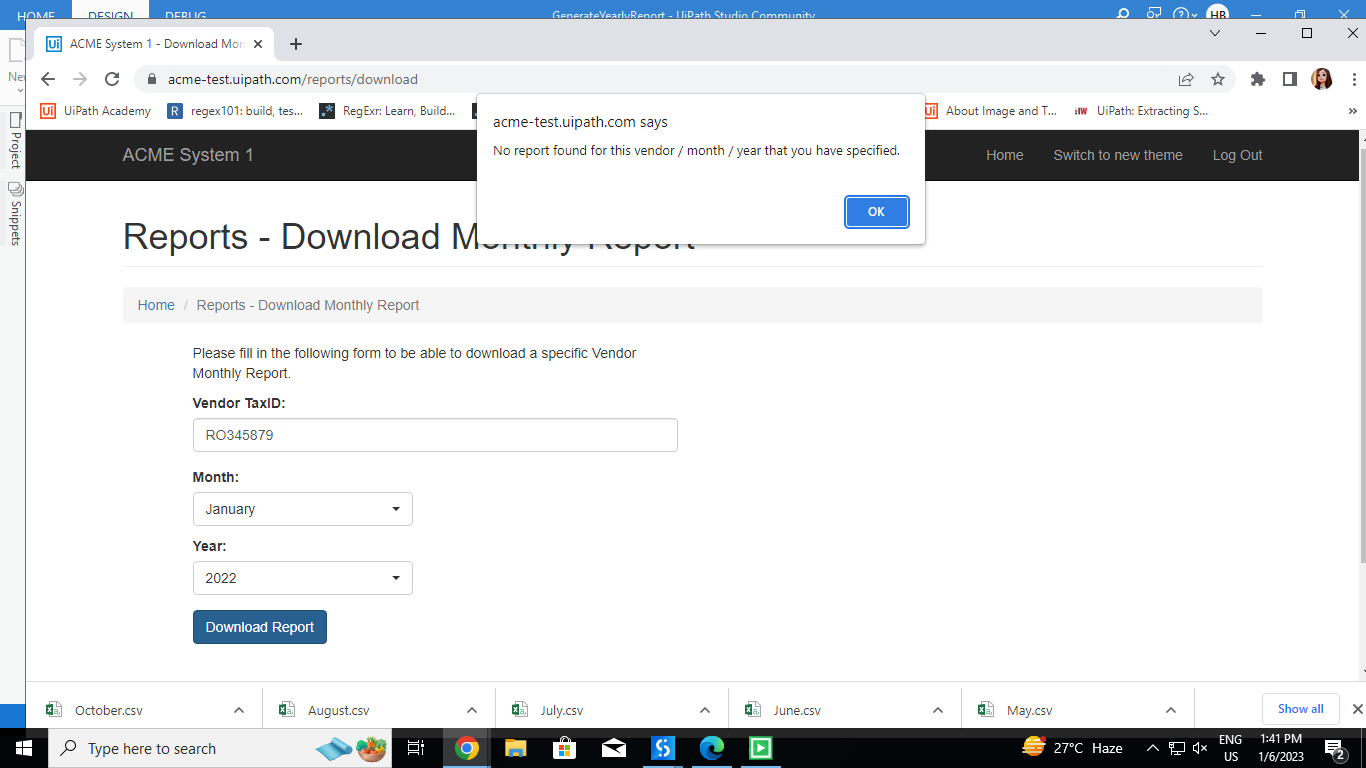 HOME DESIGN DEBUG GenerateYearlyReport - UiPath Studio Community HB
ACME System 1 - Download Mon
acme-test.uipath.com/reports/download
UiPath Academy regex101: build, tes... RegExr: Learn, Build... About Image and T... UiPath: Extracting S...
acme-test.uipath.com says
No report found for this vendor / month / year that you have specified.
OK
ACME System 1 Home Switch to new theme Log Out
Project
Snippets
Reports - Download Monthly Report
Home / Reports - Download Monthly Report
Please fill in the following form to be able to download a specific Vendor
Monthly Report.
Vendor TaxID:
RO345879
Month:
January
Year:
2022
Download Report
October.csv August.csv July.csv June.csv May.csv Show all
Type here to search
27°C Haze
ENG
US
1:41 PM
1/6/2023
2